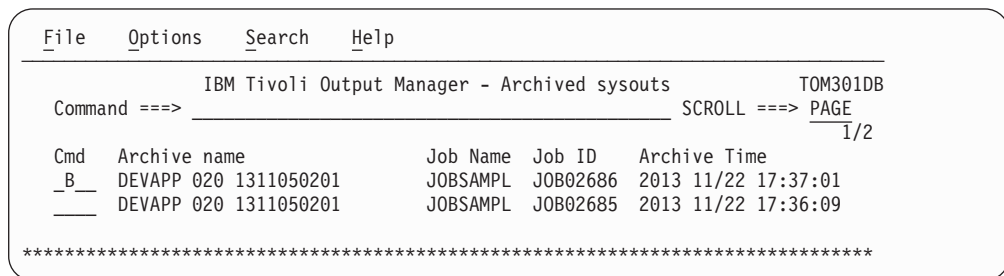 File Options Search Help
IBM Tivoli Output Manager - Archived sysouts TOM301DB
Command ===> ______________________________________________ SCROLL ===> PAGE
1/2
Cmd Archive name Job Name Job ID Archive Time
_B__ DEVAPP 020 1311050201 JOBSAMPL JOB02686 2013 11/22 17:37:01
____ DEVAPP 020 1311050201 JOBSAMPL JOB02685 2013 11/22 17:36:09
********************************************************************************